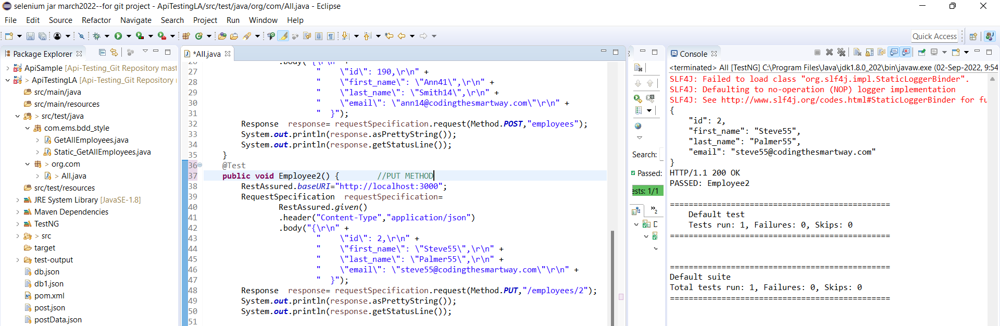 selenium jar march2022--for git project - ApiTestingLA/src/test/java/org/com/All.java - Eclipse
File Edit Source Refactor Navigate Search Project Run Window Help
Quick Access
Package Explorer
ApiSample [Api-Testing_Git Repository mast
> ApiTestingLA [Api-Testing_Git Repository
src/main/java
src/main/resources
> src/test/java
com.ems.bdd_style
GetAllEmployees.java
Static_GetAllEmployees.java
> org.com
> All.java
src/test/resources
JRE System Library [JavaSE-1.8]
Maven Dependencies
TestNG
> src
target
test-output
db.json
db1.json
pom.xml
post.json
postData.json
*All.java
26 .body( "{\r\n" +
27 "    \"id\": 190,\r\n" +
28 "    \"first_name\": \"Ann41\",\r\n" +
29 "    \"last_name\": \"Smith14\",\r\n" +
30 "    \"email\": \"ann14@codingthesmartway.com\"\r\n" +
31 "  }");
32 Response  response= requestSpecification.request(Method.POST,"employees");
33 System.out.println(response.asPrettyString());
34 System.out.println(response.getStatusLine());
35 }
36 @Test
37 public void Employee2() {        //PUT METHOD
38 RestAssured.baseURI="http://localhost:3000";
39 RequestSpecification  requestSpecification=
40 RestAssured.given()
41 .header("Content-Type","application/json")
42 .body("{\r\n" +
43 "    \"id\": 2,\r\n" +
44 "    \"first_name\": \"Steve55\",\r\n" +
45 "    \"last_name\": \"Palmer55\",\r\n" +
46 "    \"email\": \"steve55@codingthesmartway.com\"\r\n" +
47 "  }");
48 Response  response= requestSpecification.request(Method.PUT,"/employees/2");
49 System.out.println(response.asPrettyString());
50 System.out.println(response.getStatusLine());
51
Search:
Passed:
ests: 1/1
»2
Console
<terminated> All [TestNG] C:\Program Files\Java\jdk1.8.0_202\bin\javaw.exe (02-Sep-2022, 9:54
SLF4J: Failed to load class "org.slf4j.impl.StaticLoggerBinder".
SLF4J: Defaulting to no-operation (NOP) logger implementation
SLF4J: See http://www.slf4j.org/codes.html#StaticLoggerBinder for fu
{
    "id": 2,
    "first_name": "Steve55",
    "last_name": "Palmer55",
    "email": "steve55@codingthesmartway.com"
}
HTTP/1.1 200 OK
PASSED: Employee2
===============================================
    Default test
    Tests run: 1, Failures: 0, Skips: 0
===============================================
===============================================
Default suite
Total tests run: 1, Failures: 0, Skips: 0
===============================================